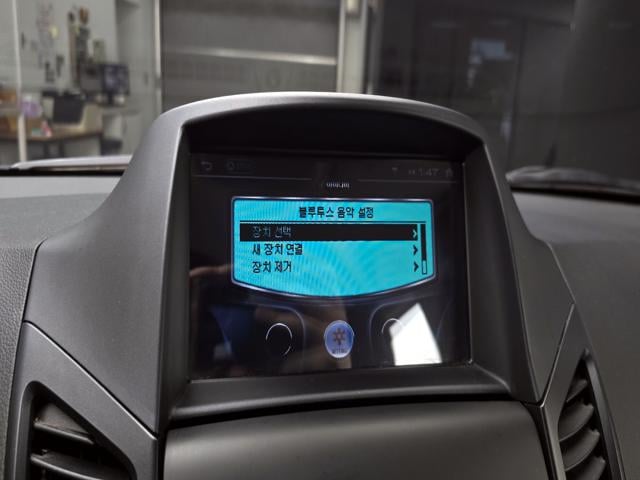 1:47
블루투스 음악 설정
장치 선택
새 장치 연결
장치 제거